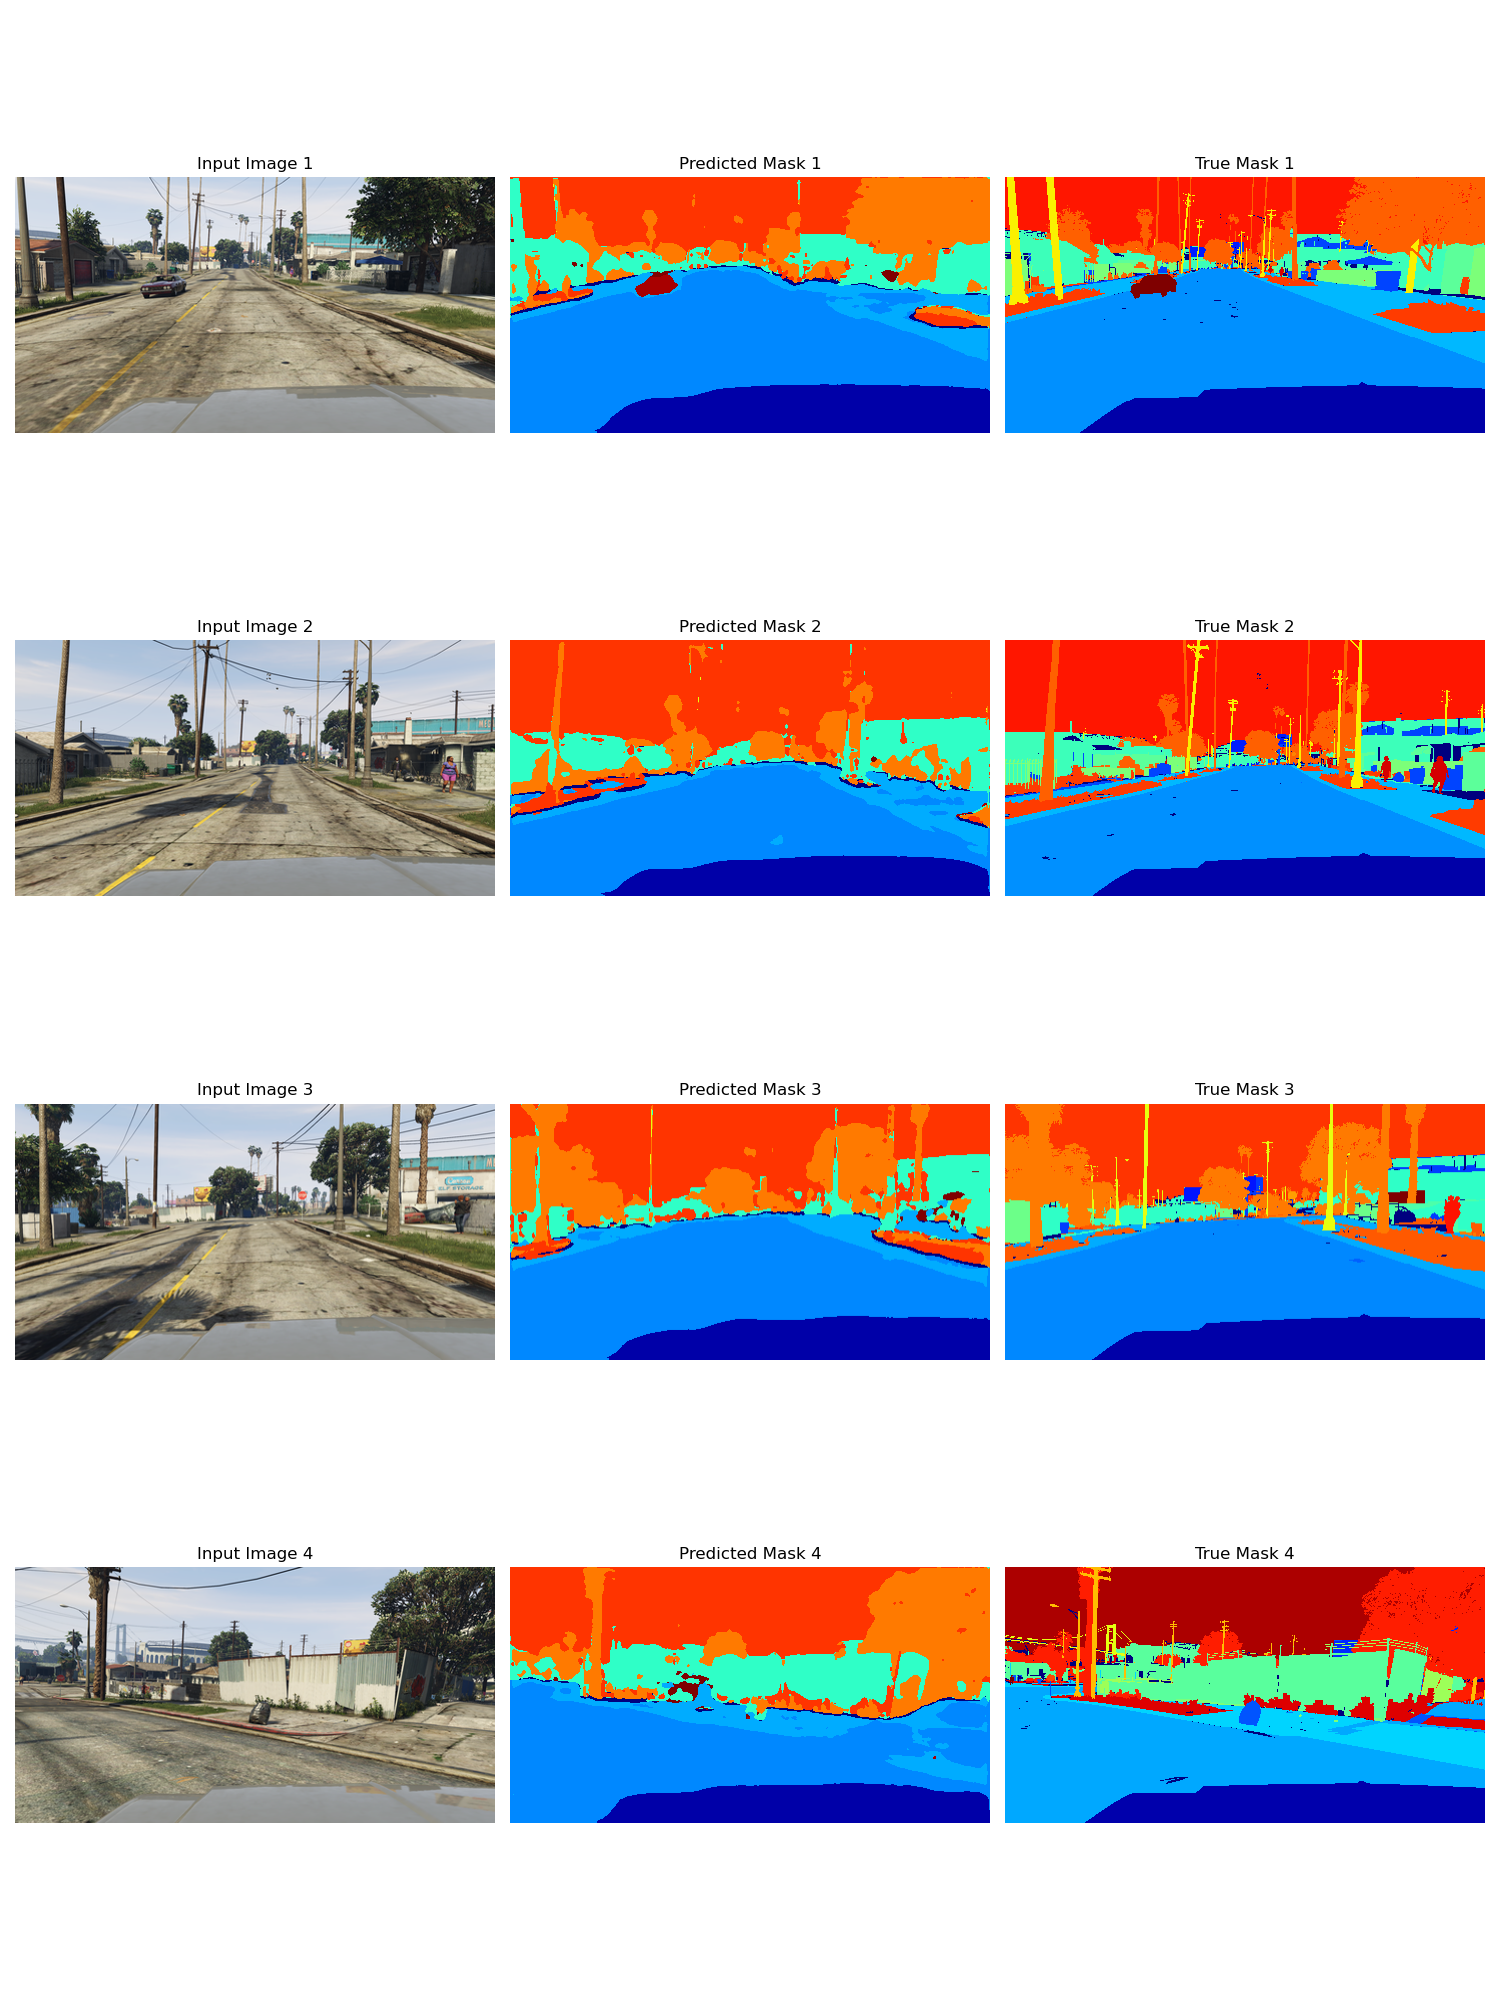 Input Image 1
Predicted Mask 1
True Mask 1
Input Image 2
Predicted Mask 2
True Mask 2
Input Image 3
Predicted Mask 3
True Mask 3
Input Image 4
Predicted Mask 4
True Mask 4